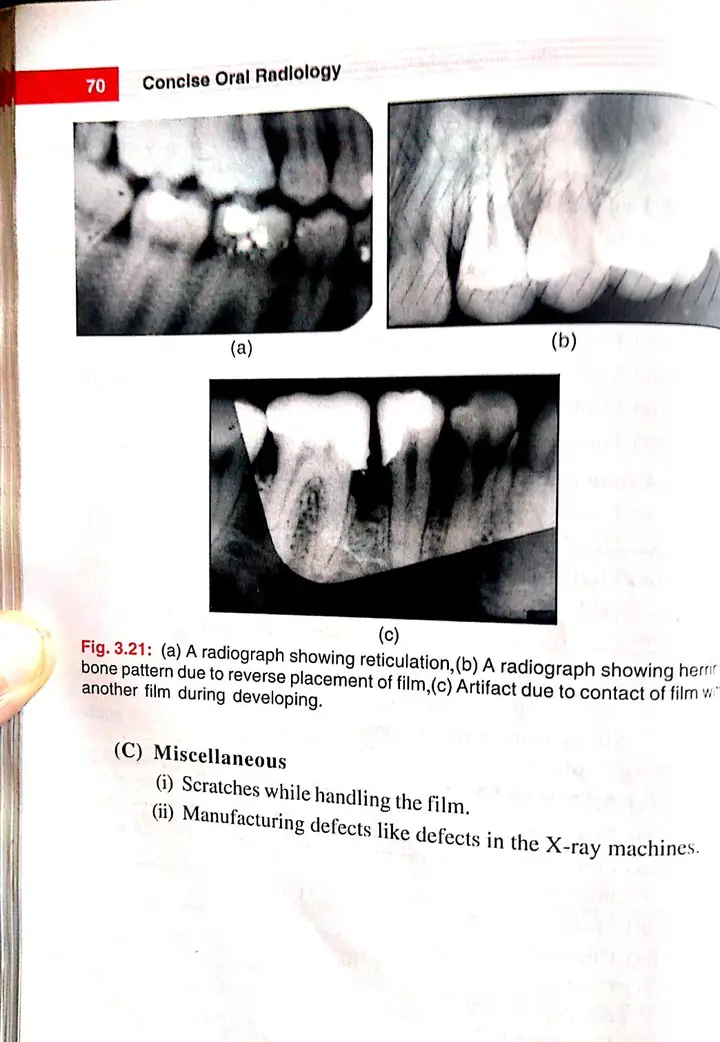 70 Concise Oral Radiology
(a)
(b)
(c)
Fig. 3.21: (a) A radiograph showing reticulation,(b) A radiograph showing
bone pattern due to reverse placement of film,(c) Artifact due to contact of film
another film during developing.
(C) Miscellaneous
(i) Scratches while handling the film.
(ii) Manufacturing defects like defects in the X-ray machines.